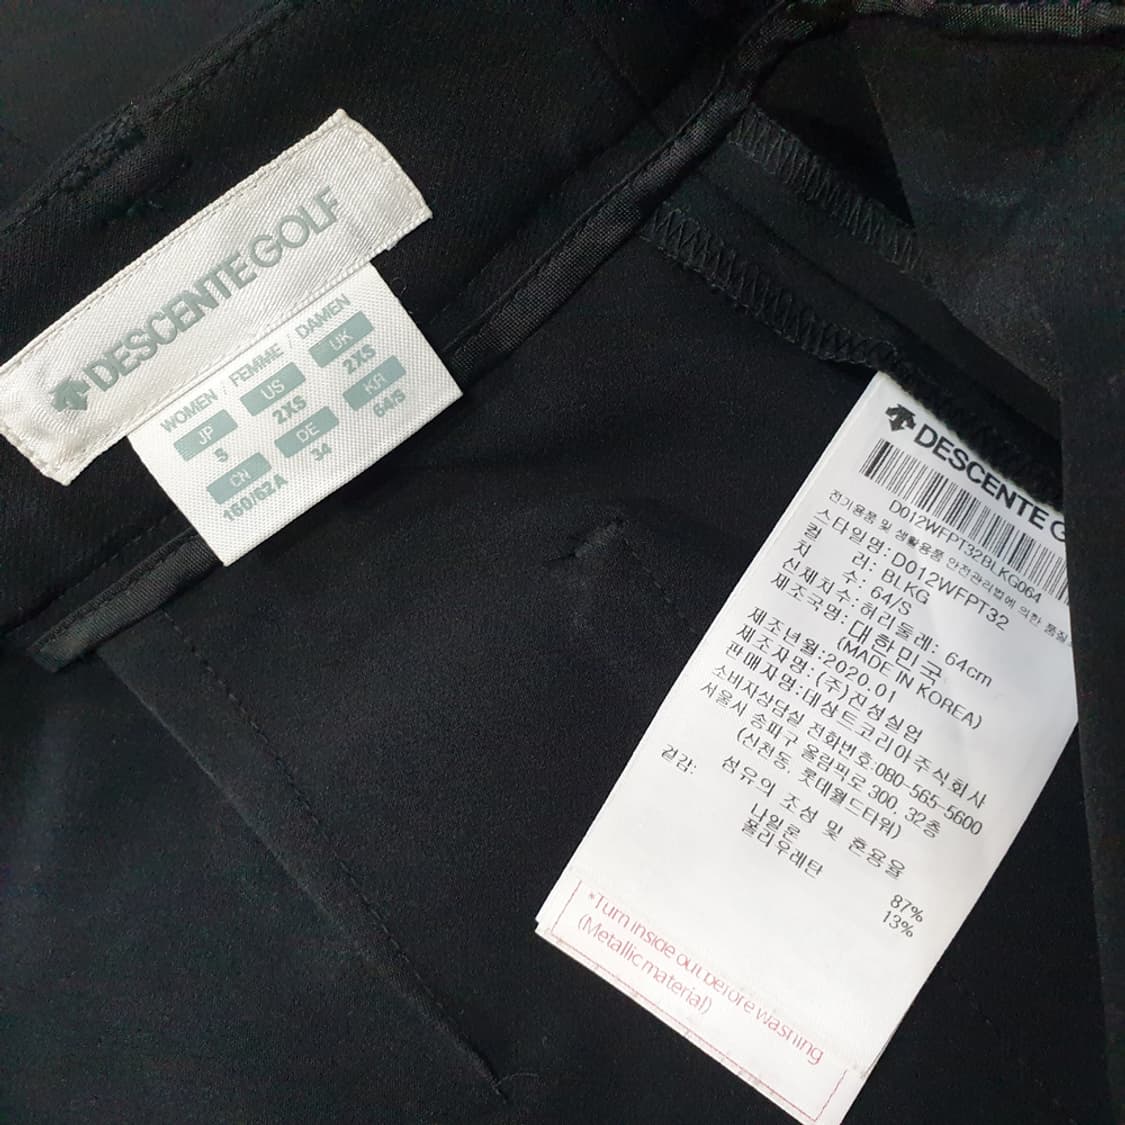 DESCENTE GOLF
WOMEN / FEMME / DAMEN
JP US UK
5 2XS 2XS
CN DE KR
160/62A 34 64/S
DESCENTE G
D012WFPT32BLKG064
전기용품 및 생활용품 안전관리법에 의한 품질
스타일명: D012WFPT32
컬 러: BLKG
치 수: 64/S
신체치수: 허리둘레: 64cm
제조국명: 대한민국
(MADE IN KOREA)
제조년월: 2020.01
제조자명: (주)진성실업
판매자명: 데상트코리아주식회사
소비자상담실 전화번호: 080-565-5600
서울시 송파구 올림픽로 300, 32층
(신천동, 롯데월드타워)
섬유의 조성 및 혼용율
겉감:
나일론 87%
폴리우레탄 13%
*Turn inside out before washing
(Metallic material)